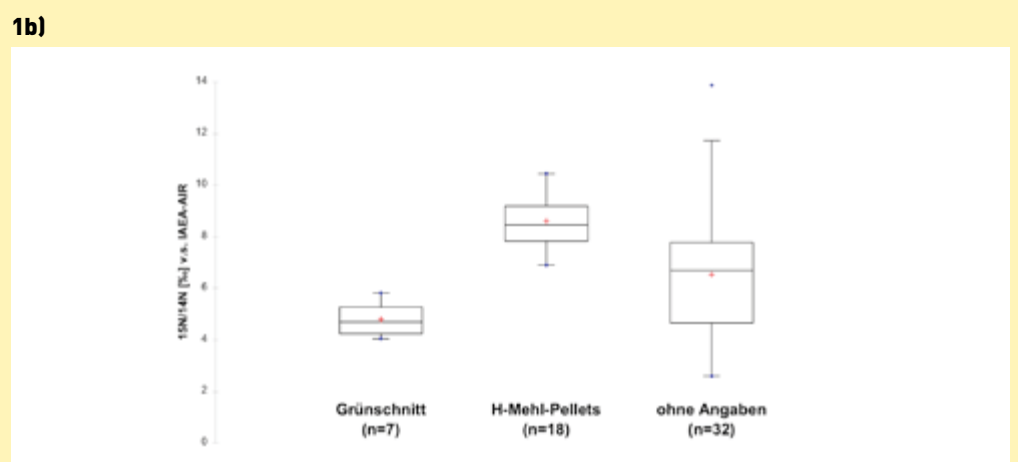 1b)
14
12
10
8
6
4
2
0
15N/14N [‰] v.s. IAEA-AIR
Grünschnitt
(n=7)
H-Mehl-Pellets
(n=18)
ohne Angaben
(n=32)